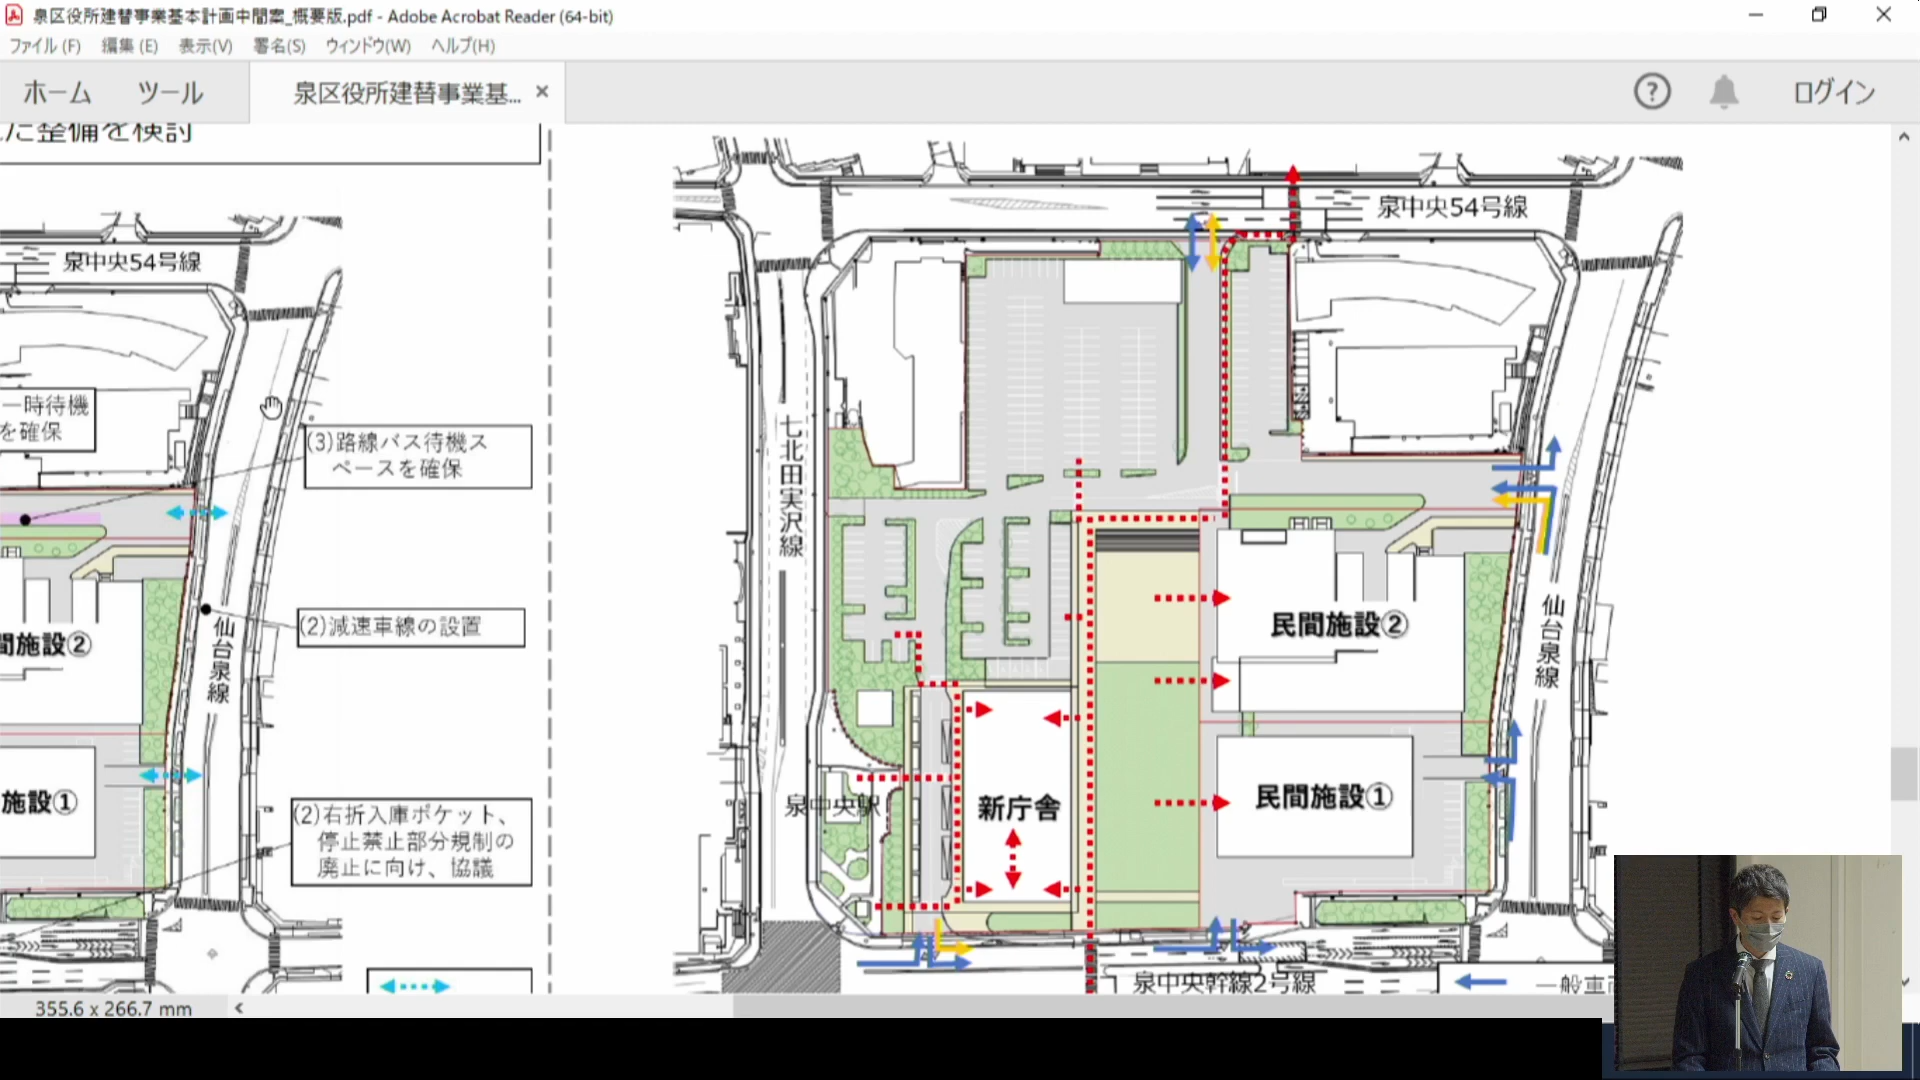 泉区役所建替事業基本計画中間案_概要版.pdf - Adobe Acrobat Reader (64-bit)
ファイル(F) 編集(E) 表示(V) 署名(S) ウィンドウ(W) ヘルプ(H)
ホーム ツール 泉区役所建替事業基... × ? ログイン
た整備を検討
泉中央54号線
一時待機
を確保
(3)路線バス待機ス
ペースを確保
(2)減速車線の設置
仙台泉線
間施設②
施設①
(2)右折入庫ポケット、
停止禁止部分規制の
廃止に向け、協議
泉中央54号線
七北田実沢線
民間施設②
仙台泉線
民間施設①
新庁舎
泉中央駅
泉中央幹線2号線
一般車
355.6 x 266.7 mm